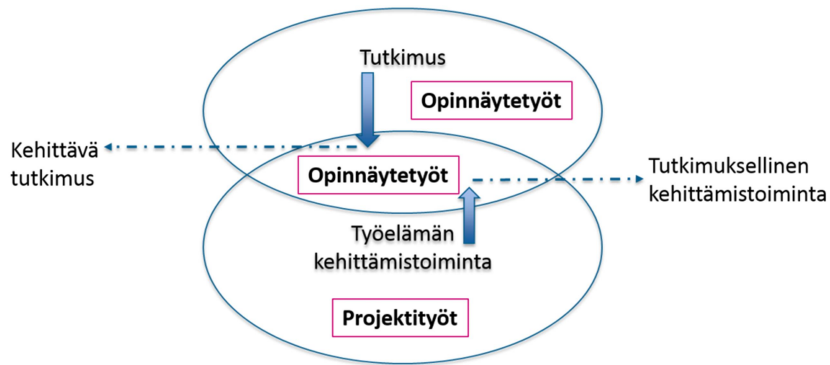 Tutkimus
Opinnäytetyöt
Kehittävä
tutkimus
Opinnäytetyöt
Tutkimuksellinen
kehittämistoiminta
Työelämän
kehittämistoiminta
Projektityöt